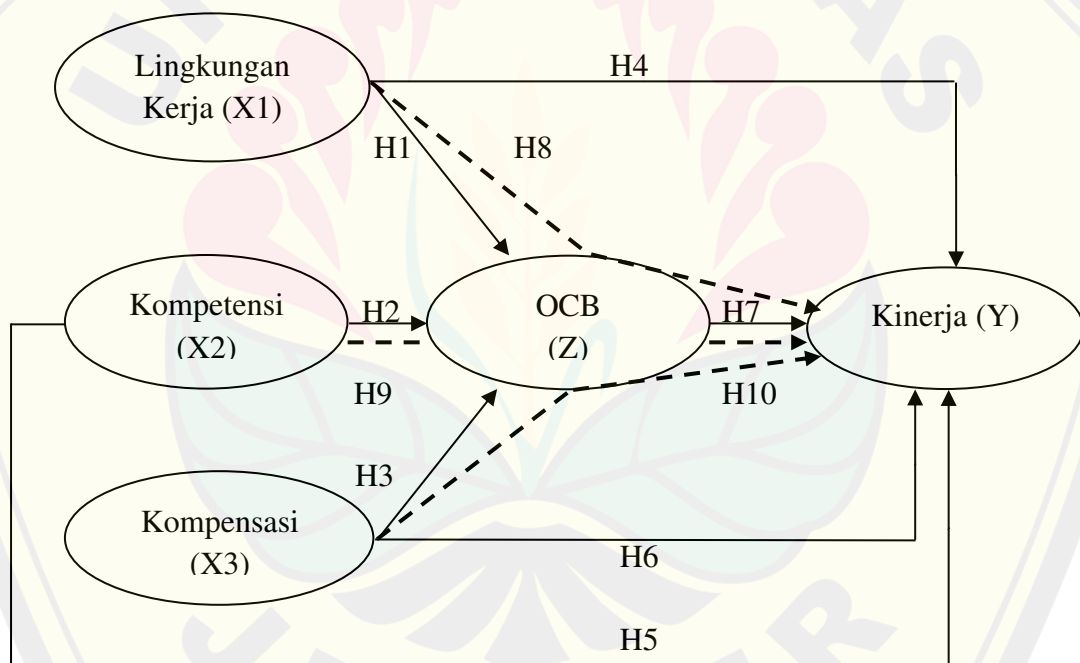 Lingkungan
Kerja (X1)
H4
H1
H8
Kompetensi
(X2)
H2
OCB
(Z)
H7
Kinerja (Y)
H9
H10
H3
Kompensasi
(X3)
H6
H5